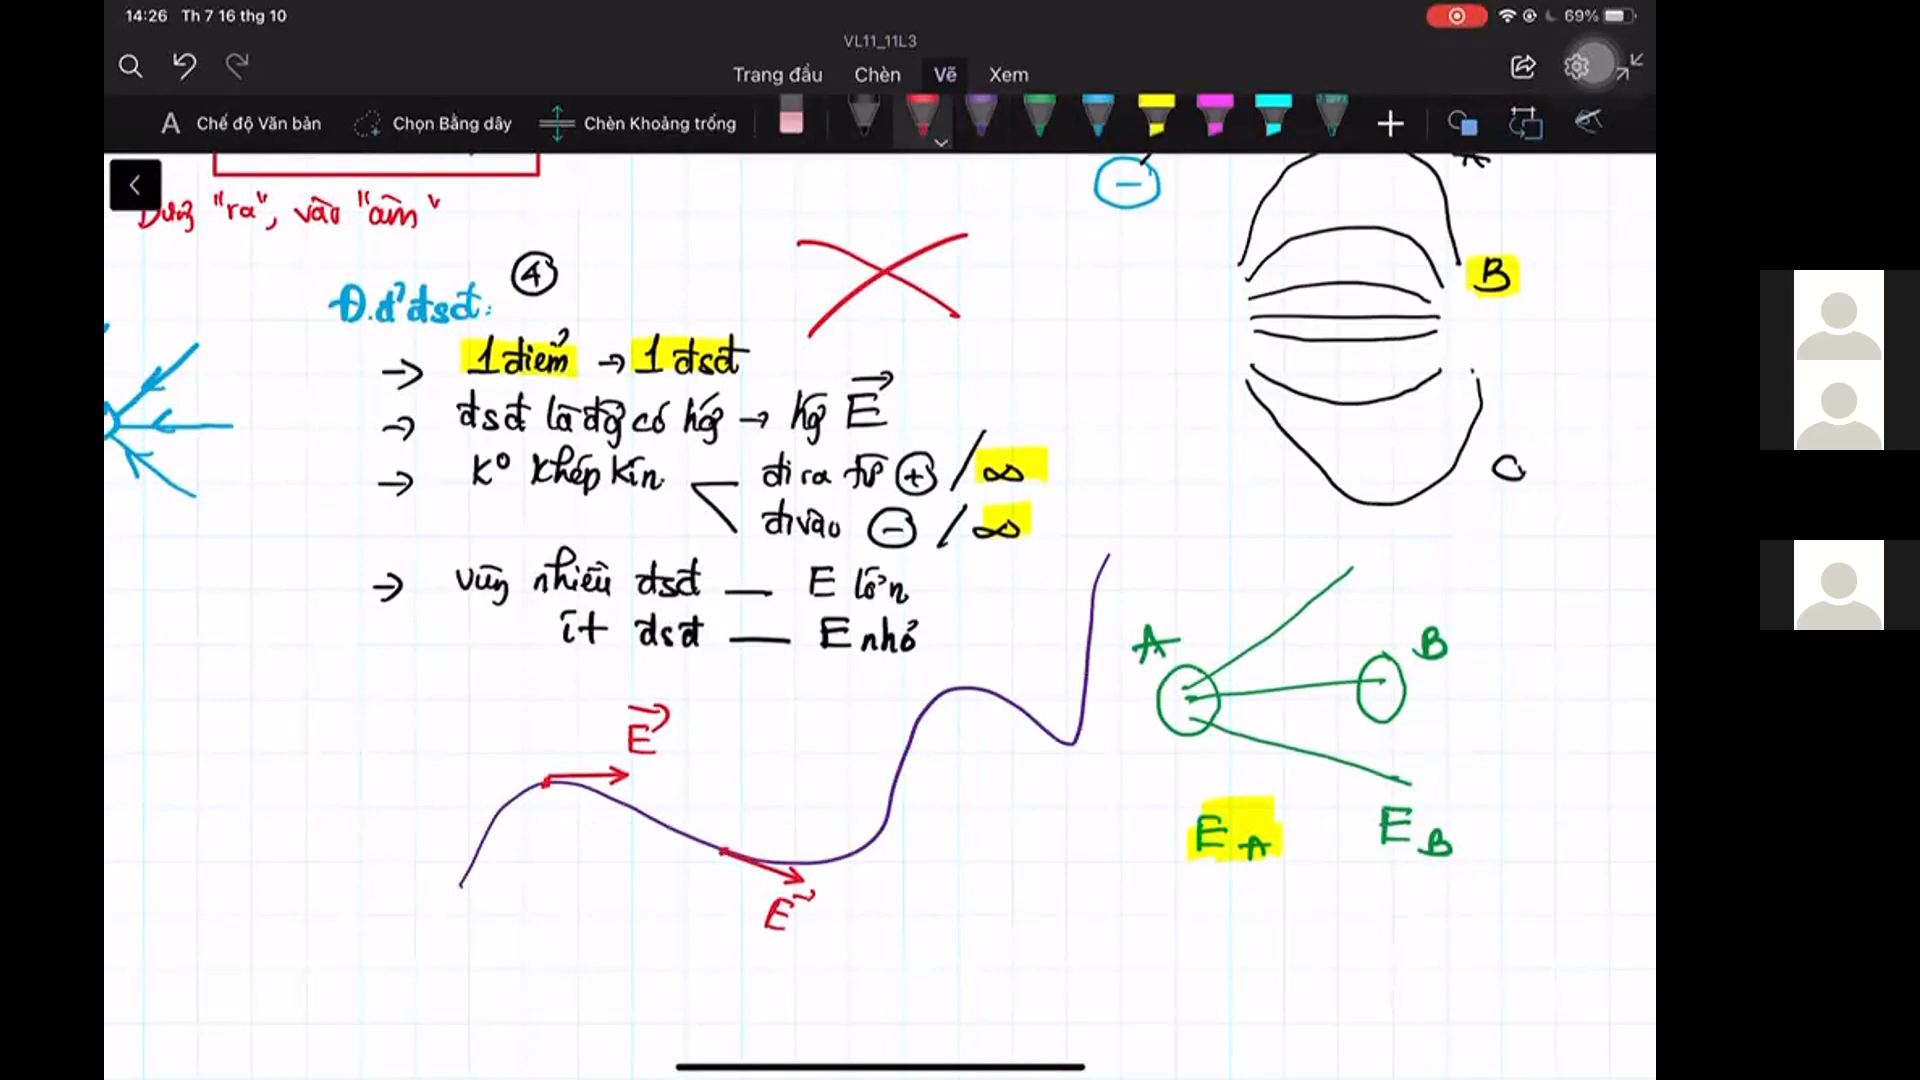 14:26 Th 7 16 thg 10
69%
VL11_11L3
Trang đầu Chèn Vẽ Xem
Chế độ Văn bản Chọn Bằng dây Chèn Khoảng trống
"ra", vào "âm"
④
Đ.đ' đsđ:
→ 1 điểm → 1 đsđ
→ đsđ là đg có hg → hg E
→ K° khép kín đi ra từ ⊕ / ∞
đi vào ⊖ / ∞
→ vùng nhiều đsđ — E lớn
ít đsđ — E nhỏ
E
E
−
A
B
C
A
B
E A
E B